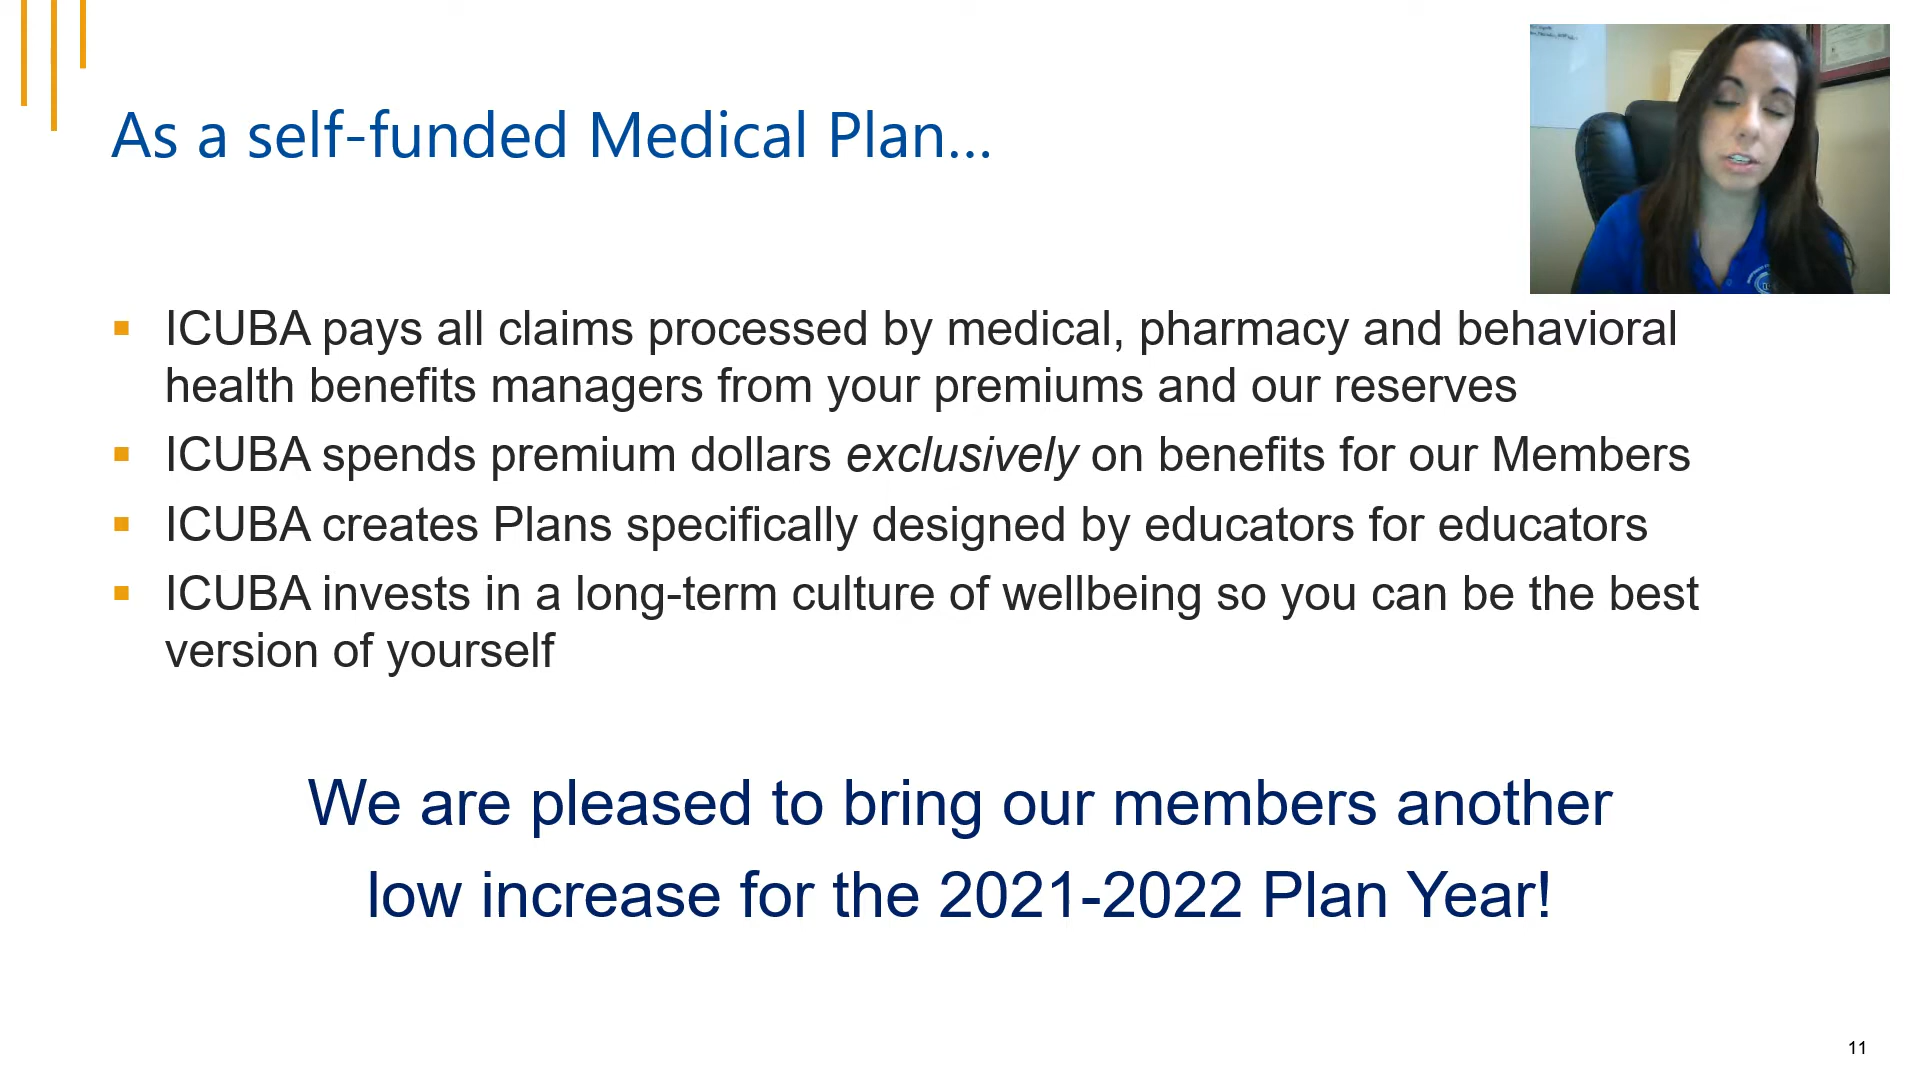 As a self-funded Medical Plan...
ICUBA pays all claims processed by medical, pharmacy and behavioral
health benefits managers from your premiums and our reserves
ICUBA spends premium dollars exclusively on benefits for our Members
ICUBA creates Plans specifically designed by educators for educators
ICUBA invests in a long-term culture of wellbeing so you can be the best
version of yourself
We are pleased to bring our members another
low increase for the 2021-2022 Plan Year!
11